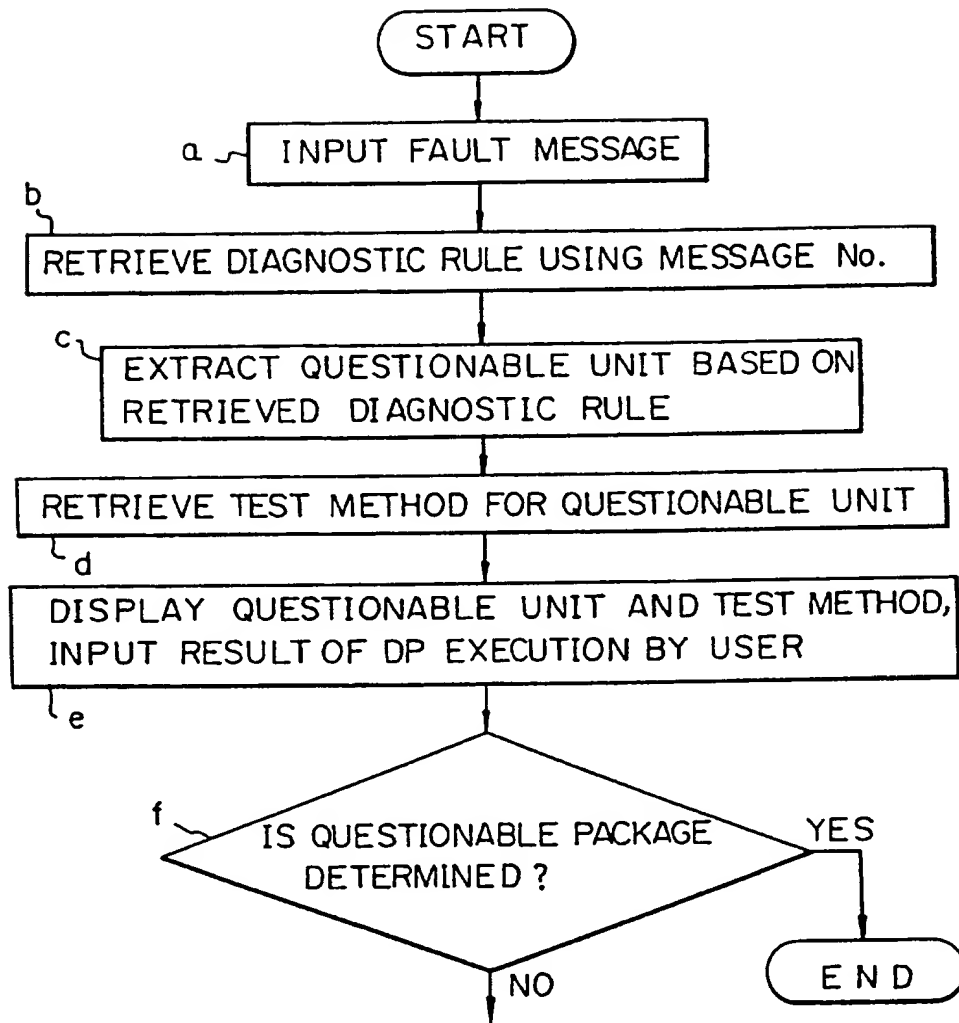 START
a
INPUT FAULT MESSAGE
b
RETRIEVE DIAGNOSTIC RULE USING MESSAGE No.
c
EXTRACT QUESTIONABLE UNIT BASED ON
RETRIEVED DIAGNOSTIC RULE
RETRIEVE TEST METHOD FOR QUESTIONABLE UNIT
d
DISPLAY QUESTIONABLE UNIT AND TEST METHOD,
INPUT RESULT OF DP EXECUTION BY USER
e
f
IS QUESTIONABLE PACKAGE
DETERMINED ?
YES
NO
END